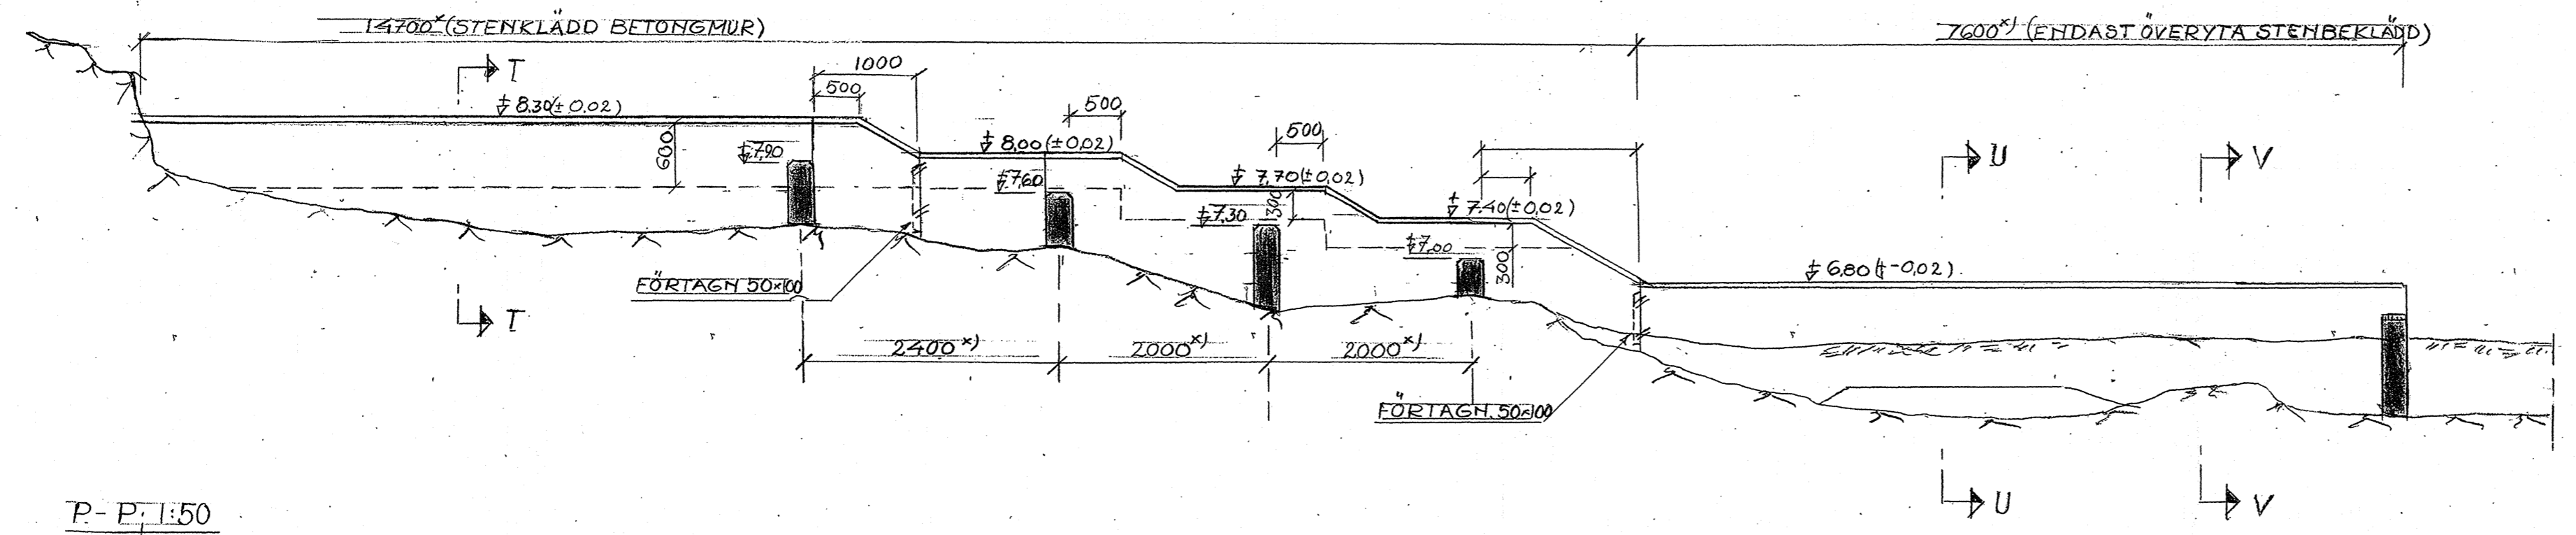 14700x (STENKLÄDD BETONGMUR)
7600x) (ENDAST ÖVERYTA STENBEKLÄDD)
T
1000
500
+8.30(±0.02)
500
600
+7.90
+8.00(±0.02)
500
+7.60
+7.70(±0.02)
300
+7.30
+7.40(±0.02)
+7.00
300
U
V
+6.80(+-0.02)
FÖRTAGN 50×100
T
2400x)
2000x)
2000x)
FÖRTAGN. 50×100
U
V
P-P 1:50